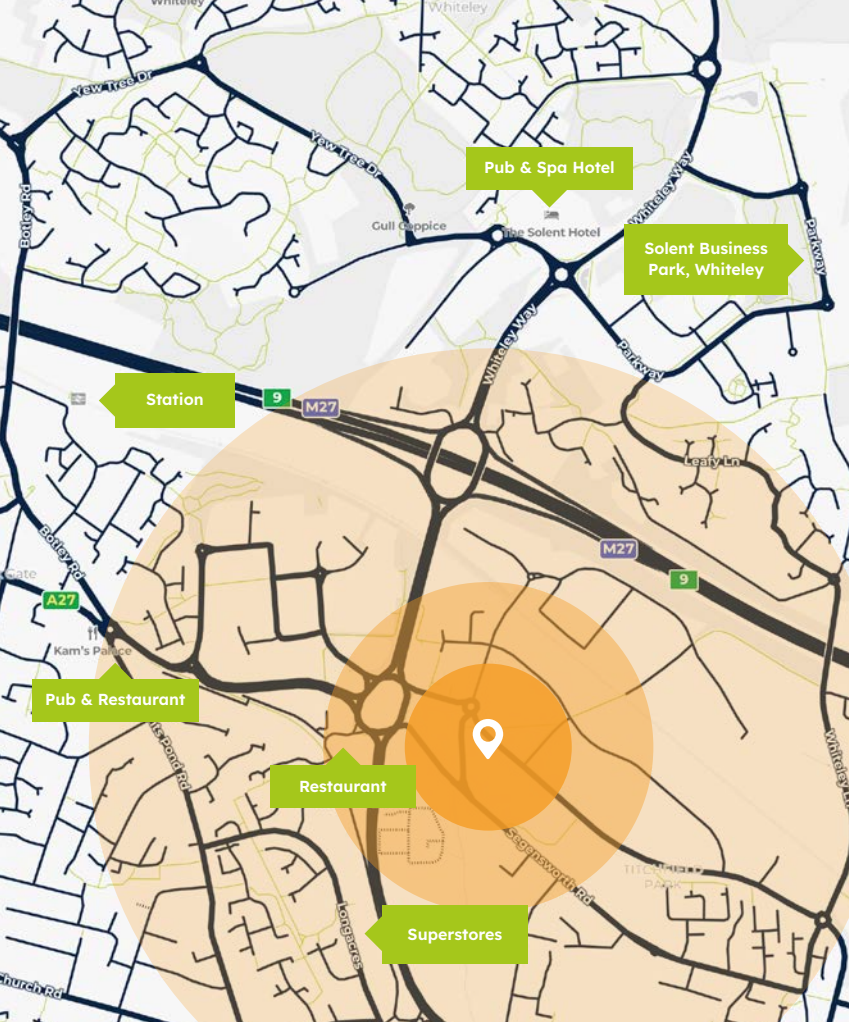 Whiteley
Whiteley
Yew Tree Dr
Yew Tree Dr
Pub & Spa Hotel
Whiteley Way
Botley Rd
Gull Coppice
The Solent Hotel
Parkway
Solent Business
Park, Whiteley
Whiteley Way
Parkway
Station
9
M27
Leafy Ln
Botley Rd
M27
Gate
9
A27
Kam's Palace
Pub & Restaurant
Whiteley Ln
Restaurant
Segensworth Rd
TITCHFIELD
PARK
Longacres
Superstores
Church Rd